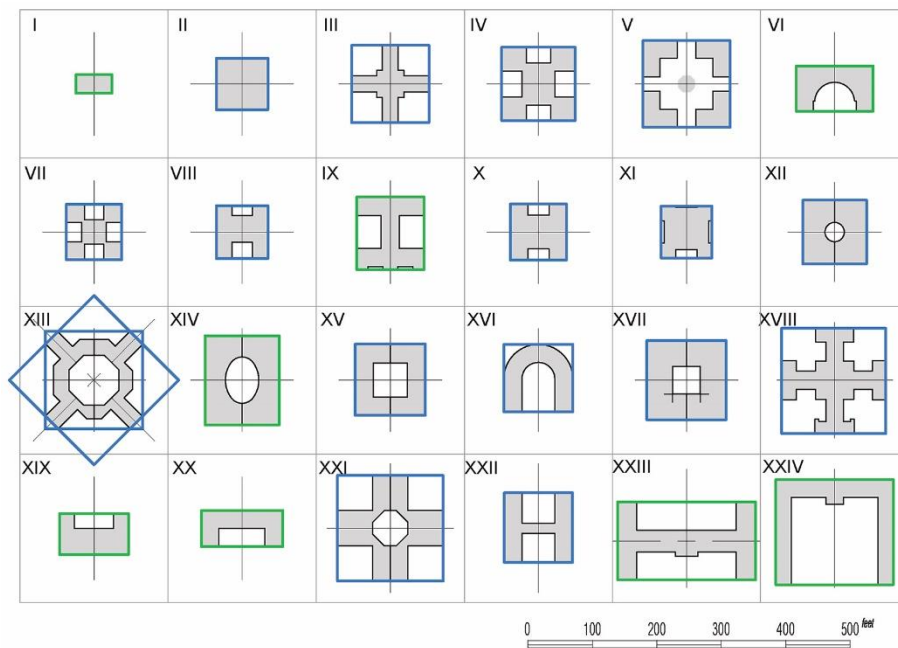 I II III IV V VI
VII VIII IX X XI XII
XIII XIV XV XVI XVII XVIII
XIX XX XXI XXII XXIII XXIV
0 100 200 300 400 500 feet